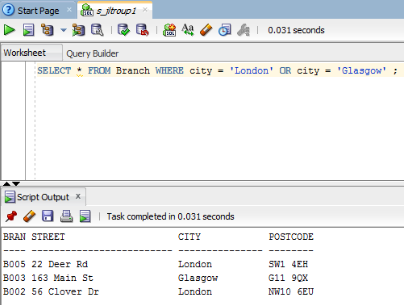 Start Page
s_jltroup1
0.031 seconds
Worksheet Query Builder
SELECT * FROM Branch WHERE city = 'London' OR city = 'Glasgow' ;
Script Output
Task completed in 0.031 seconds
BRAN STREET CITY POSTCODE
---- ------------------------- --------------- --------
B005 22 Deer Rd London SW1 4EH
B003 163 Main St Glasgow G11 9QX
B002 56 Clover Dr London NW10 6EU